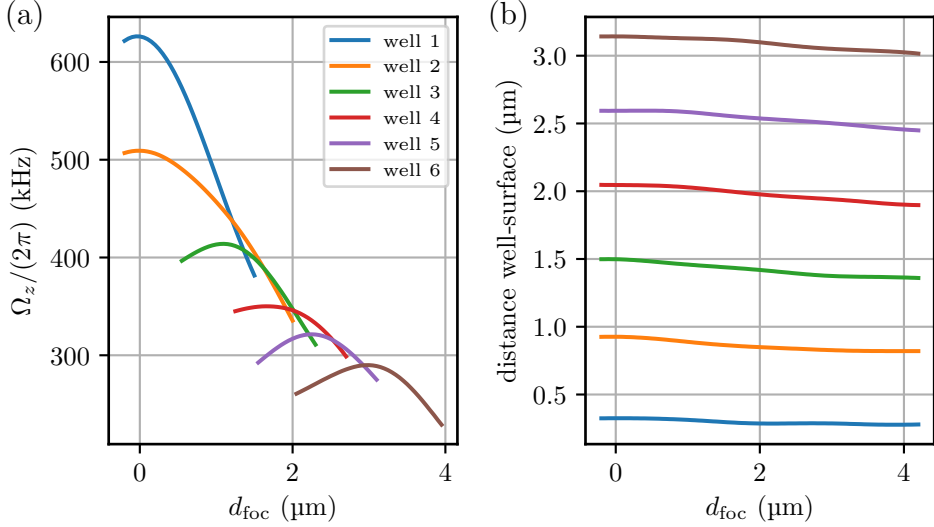 (a)
Ω_z/(2π) (kHz)
600
500
400
300
0 2 4
d_foc (µm)
well 1
well 2
well 3
well 4
well 5
well 6
(b)
distance well-surface (µm)
3.0
2.5
2.0
1.5
1.0
0.5
0 2 4
d_foc (µm)